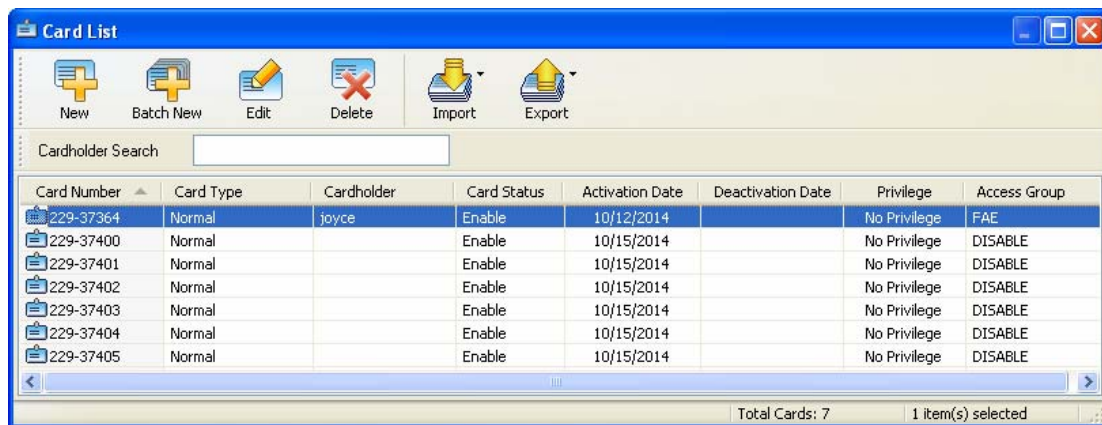 Card List
New Batch New Edit Delete Import Export
Cardholder Search
Card Number Card Type Cardholder Card Status Activation Date Deactivation Date Privilege Access Group
229-37364 Normal joyce Enable 10/12/2014 No Privilege FAE
229-37400 Normal Enable 10/15/2014 No Privilege DISABLE
229-37401 Normal Enable 10/15/2014 No Privilege DISABLE
229-37402 Normal Enable 10/15/2014 No Privilege DISABLE
229-37403 Normal Enable 10/15/2014 No Privilege DISABLE
229-37404 Normal Enable 10/15/2014 No Privilege DISABLE
229-37405 Normal Enable 10/15/2014 No Privilege DISABLE
Total Cards: 7 1 item(s) selected